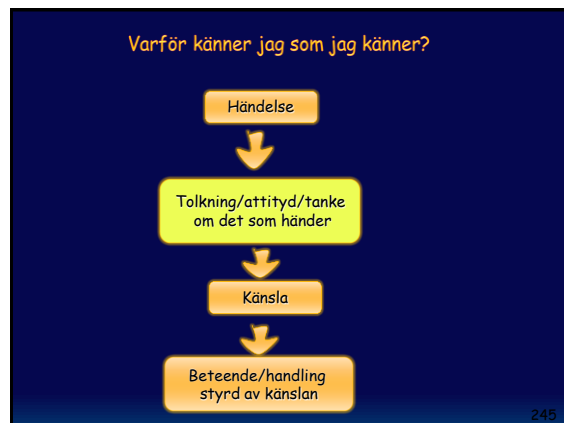 Varför känner jag som jag känner?
Händelse
Tolkning/attityd/tanke
om det som händer
Känsla
Beteende/handling
styrd av känslan
245